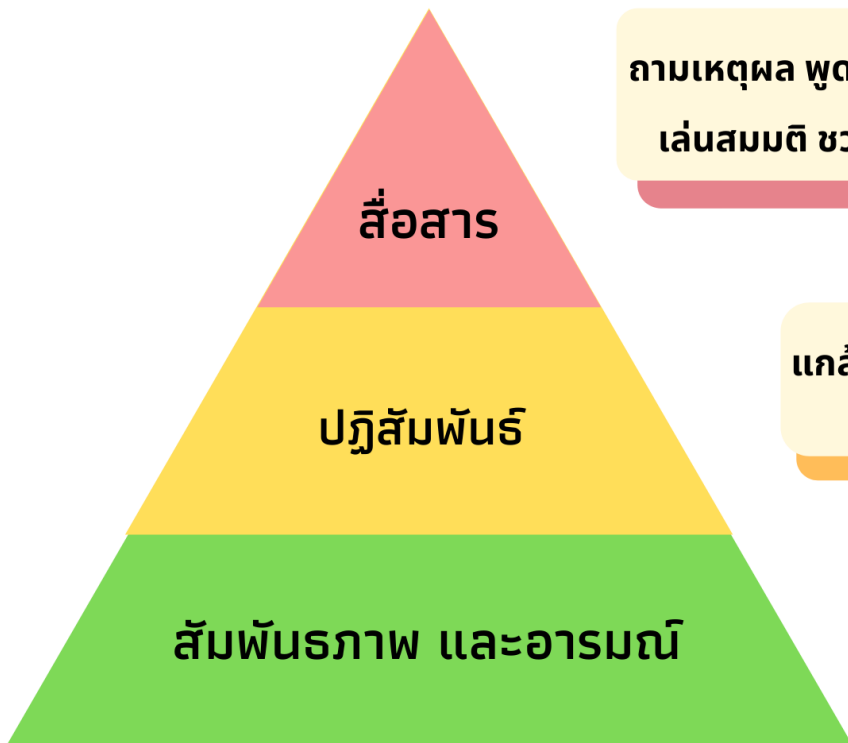 ถามเหตุผล
เล่นสมมติ
สื่อสาร
ปฏิสัมพันธ์
สัมพันธภาพ และอารมณ์